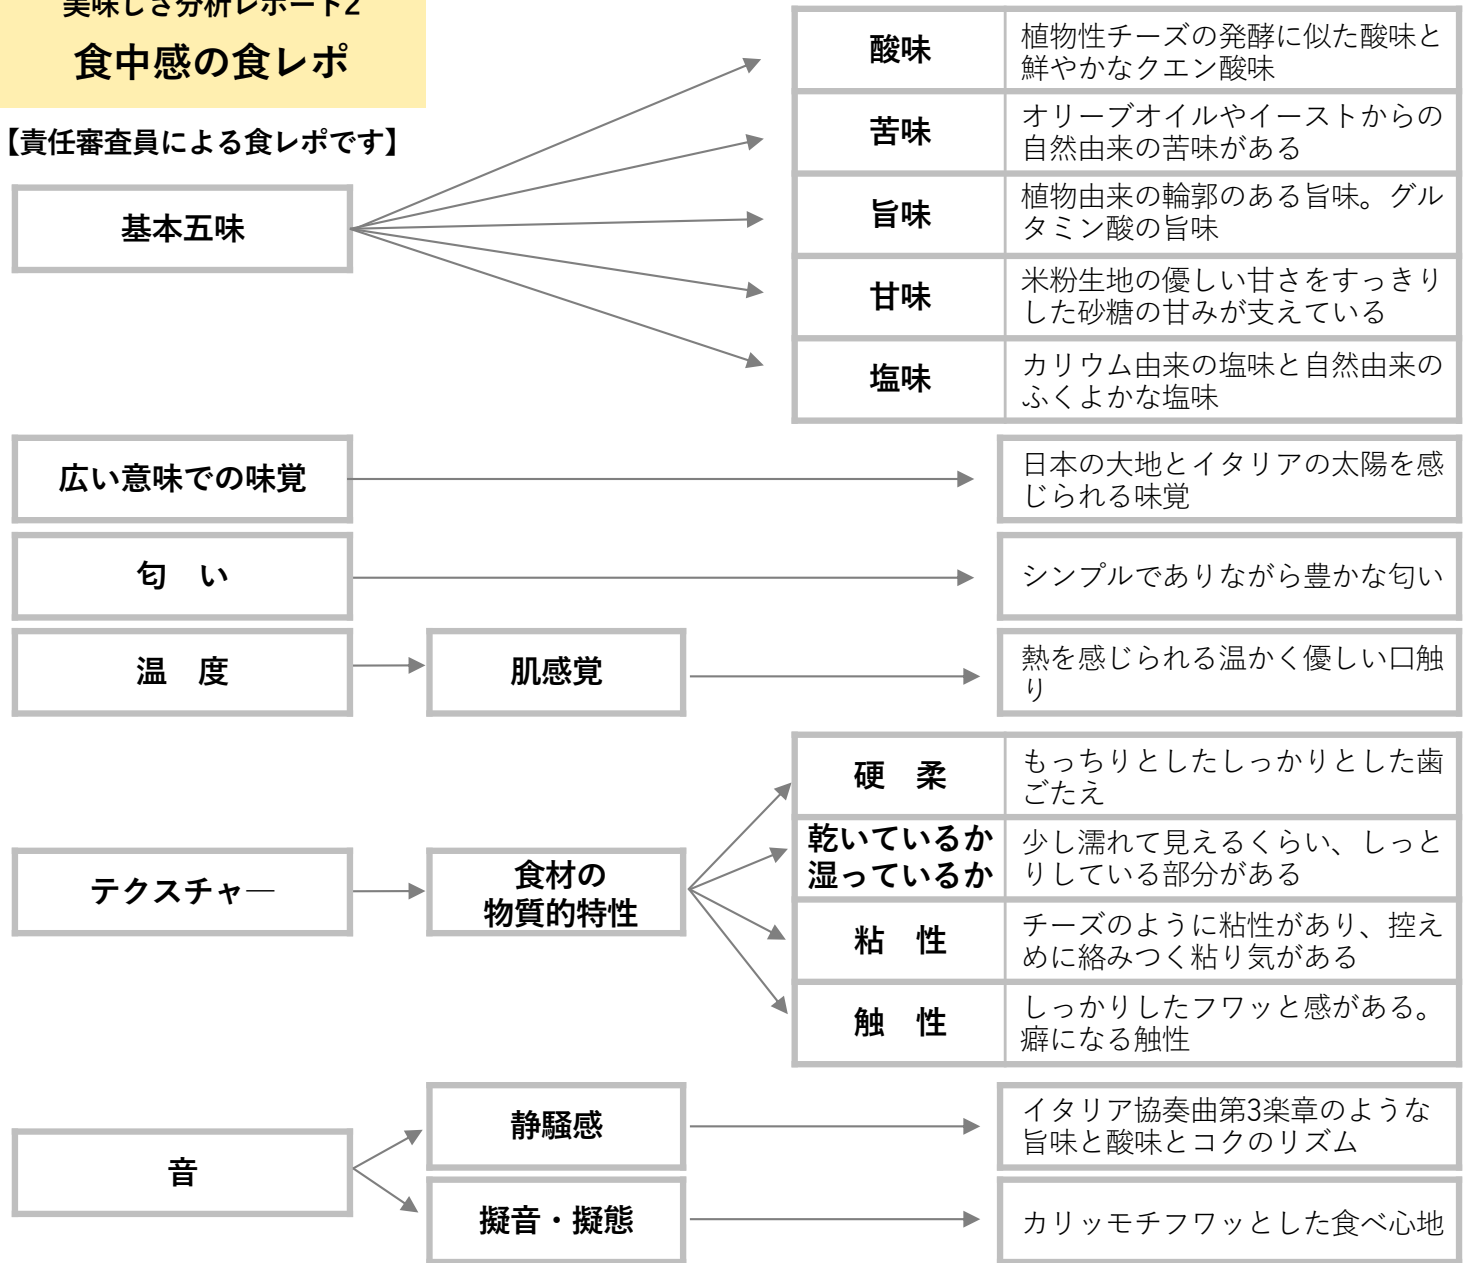 美味しさ分析レポート2
食中感の食レポ
【責任審査員による食レポです】
基本五味
酸味
植物性チーズの発酵に似た酸味と
鮮やかなクエン酸味
苦味
オリーブオイルやイーストからの
自然由来の苦味がある
旨味
植物由来の輪郭のある旨味。グル
タミン酸の旨味
甘味
米粉生地の優しい甘さをすっきり
した砂糖の甘みが支えている
塩味
カリウム由来の塩味と自然由来の
ふくよかな塩味
広い意味での味覚
日本の大地とイタリアの太陽を感
じられる味覚
匂　い
シンプルでありながら豊かな匂い
温　度
肌感覚
熱を感じられる温かく優しい口触
り
テクスチャ―
食材の
物質的特性
硬　柔
もっちりとしたしっかりとした歯
ごたえ
乾いているか
湿っているか
少し濡れて見えるくらい、しっと
りしている部分がある
粘　性
チーズのように粘性があり、控え
めに絡みつく粘り気がある
触　性
しっかりしたフワッと感がある。
癖になる触性
音
静騒感
イタリア協奏曲第3楽章のような
旨味と酸味とコクのリズム
擬音・擬態
カリッモチフワッとした食べ心地